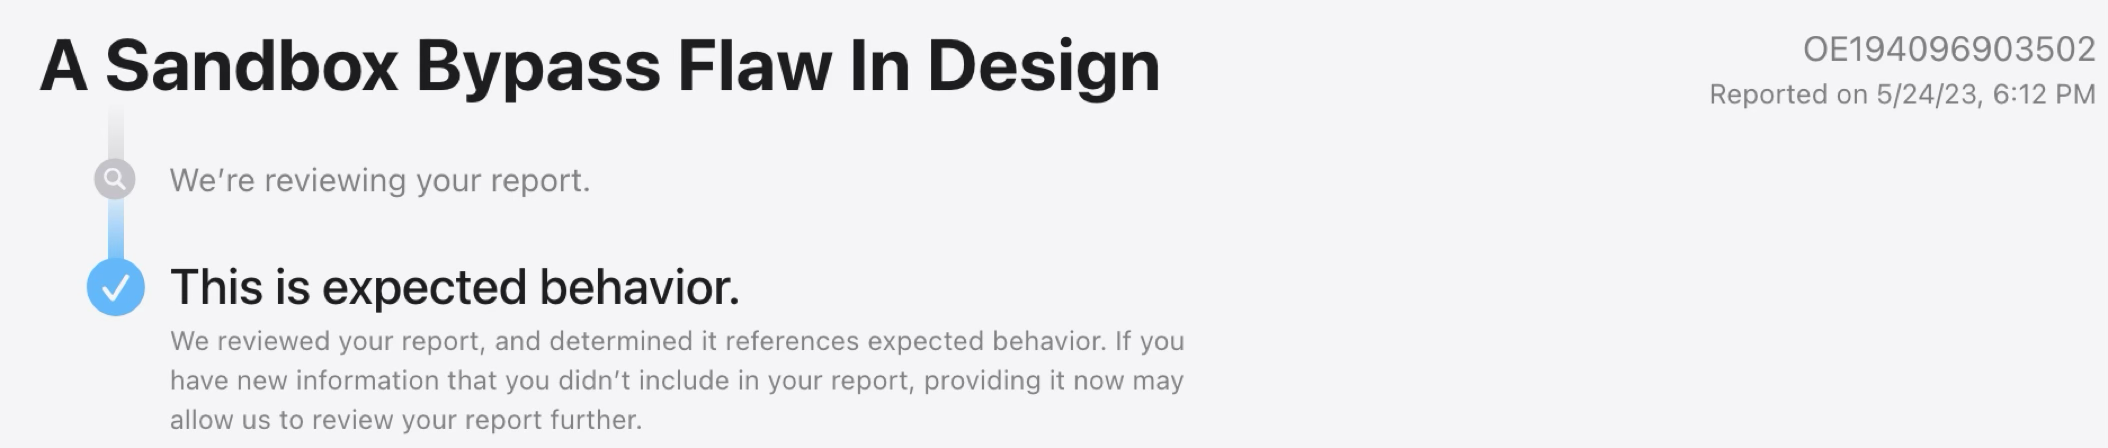 A Sandbox Bypass Flaw In Design
OE194096903502
Reported on 5/24/23, 6:12 PM
We’re reviewing your report.
This is expected behavior.
We reviewed your report, and determined it references expected behavior. If you
have new information that you didn’t include in your report, providing it now may
allow us to review your report further.